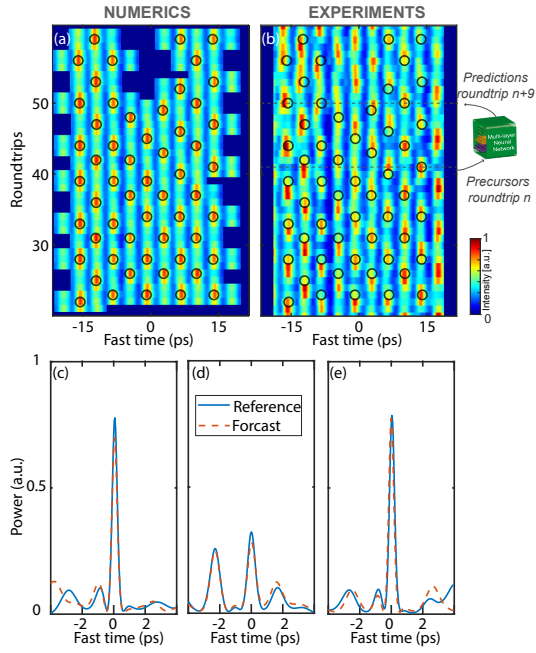 NUMERICS
EXPERIMENTS
(a)
(b)
Predictions
roundtrip n+9
Multi-layer
Neural
Network
Precursors
roundtrip n
Roundtrips
50
40
30
1
0
Intensity [a.u.]
-15 0 15
Fast time (ps)
-15 0 15
Fast time (ps)
(c)
(d)
(e)
Reference
Forcast
Power (a.u.)
1
0.5
0
-2 0 2
Fast time (ps)
-2 0 2
Fast time (ps)
-2 0 2
Fast time (ps)